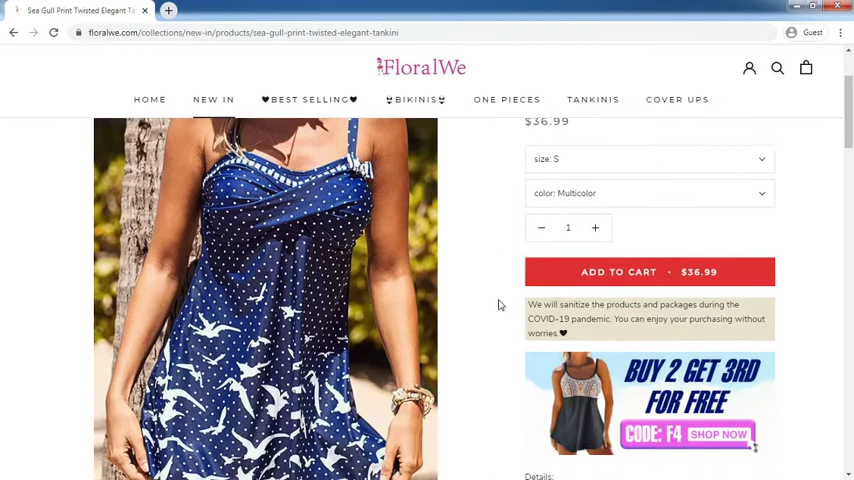 Sea Gull Print Twisted Elegant Ta
floralwe.com/collections/new-in/products/sea-gull-print-twisted-elegant-tankini
Guest
FloralWe
HOME
NEW IN
♥BEST SELLING♥
👙BIKINIS👙
ONE PIECES
TANKINIS
COVER UPS
$36.99
size: S
color: Multicolor
1
ADD TO CART • $36.99
We will sanitize the products and packages during the
COVID-19 pandemic. You can enjoy your purchasing without
worries.♥
BUY 2 GET 3RD
FOR FREE
CODE: F4 SHOP NOW
Details: